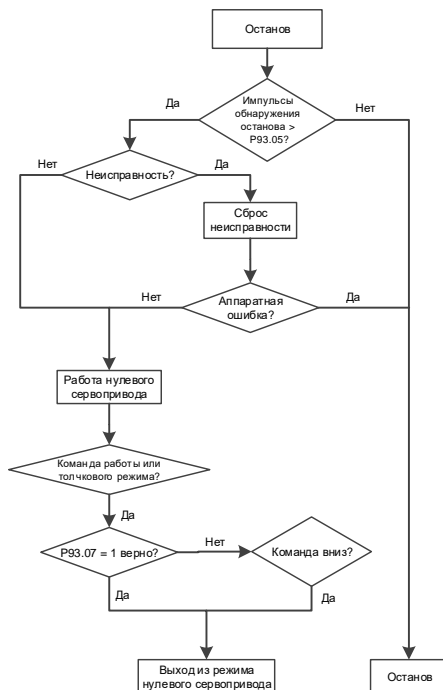 Останов
Импульсы
обнаружения
останова >
P93.05?
Да
Нет
Нет
Неисправность?
Да
Сброс
неисправности
Нет
Аппаратная
ошибка?
Да
Работа нулевого
сервопривода
Команда работы или
толчкового режима?
Да
P93.07 = 1 верно?
Нет
Команда вниз?
Да
Да
Выход из режима
нулевого сервопривода
Останов